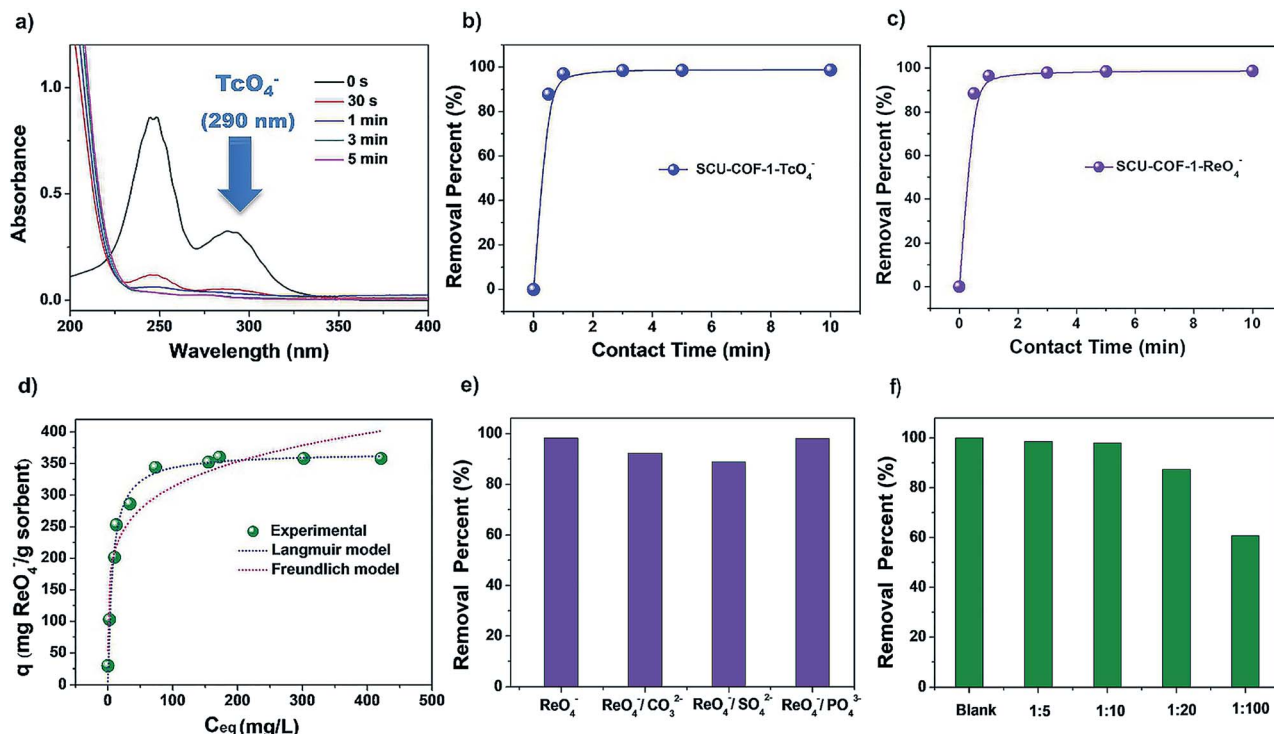 a)
TcO₄⁻
(290 nm)
0 s
30 s
1 min
3 min
5 min
1.0
0.5
0.0
200 250 300 350 400
Absorbance
Wavelength (nm)
b)
100
80
60
40
20
0
SCU-COF-1-TcO₄⁻
0 2 4 6 8 10
Removal Percent (%)
Contact Time (min)
c)
100
80
60
40
20
0
SCU-COF-1-ReO₄⁻
0 2 4 6 8 10
Removal Percent (%)
Contact Time (min)
d)
400
350
300
250
200
150
100
50
0
Experimental
Langmuir model
Freundlich model
0 100 200 300 400 500
q (mg ReO₄⁻/g sorbent)
Ceq (mg/L)
e)
100
80
60
40
20
0
ReO₄⁻ ReO₄⁻/CO₃²⁻ ReO₄⁻/SO₄²⁻ ReO₄⁻/PO₄³⁻
Removal Percent (%)
f)
100
80
60
40
20
0
Blank 1:5 1:10 1:20 1:100
Removal Percent (%)